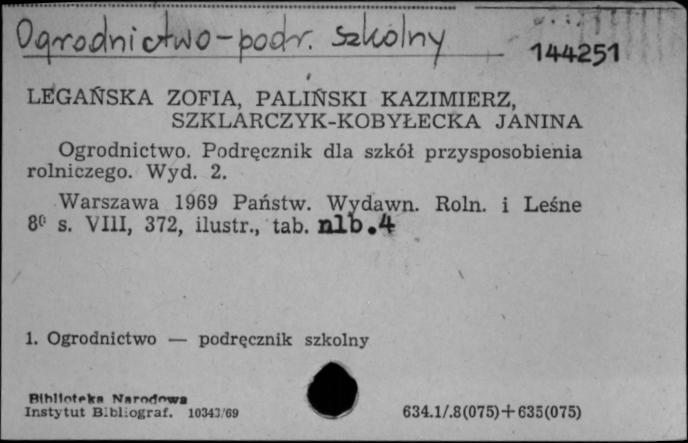 Ogrodnictwo-podr. szkolny
144251
LEGAŃSKA ZOFIA, PALIŃSKI KAZIMIERZ,
SZKLARCZYK-KOBYŁECKA JANINA
Ogrodnictwo. Podręcznik dla szkół przysposobienia
rolniczego. Wyd. 2.
Warszawa 1969 Państw. Wydawn. Roln. i Leśne
8⁰ s. VIII, 372, ilustr., tab. nlb.4
1. Ogrodnictwo — podręcznik szkolny
Biblioteka Narodowa
Instytut Bibliograf. 10343/69
634.1/.8(075)+635(075)